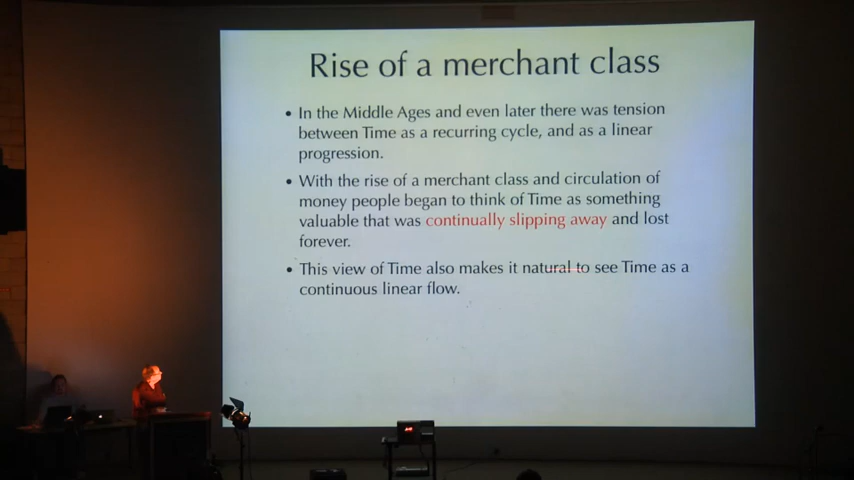 Rise of a merchant class
• In the Middle Ages and even later there was tension
between Time as a recurring cycle, and as a linear
progression.
• With the rise of a merchant class and circulation of
money people began to think of Time as something
valuable that was continually slipping away and lost
forever.
• This view of Time also makes it natural to see Time as a
continuous linear flow.